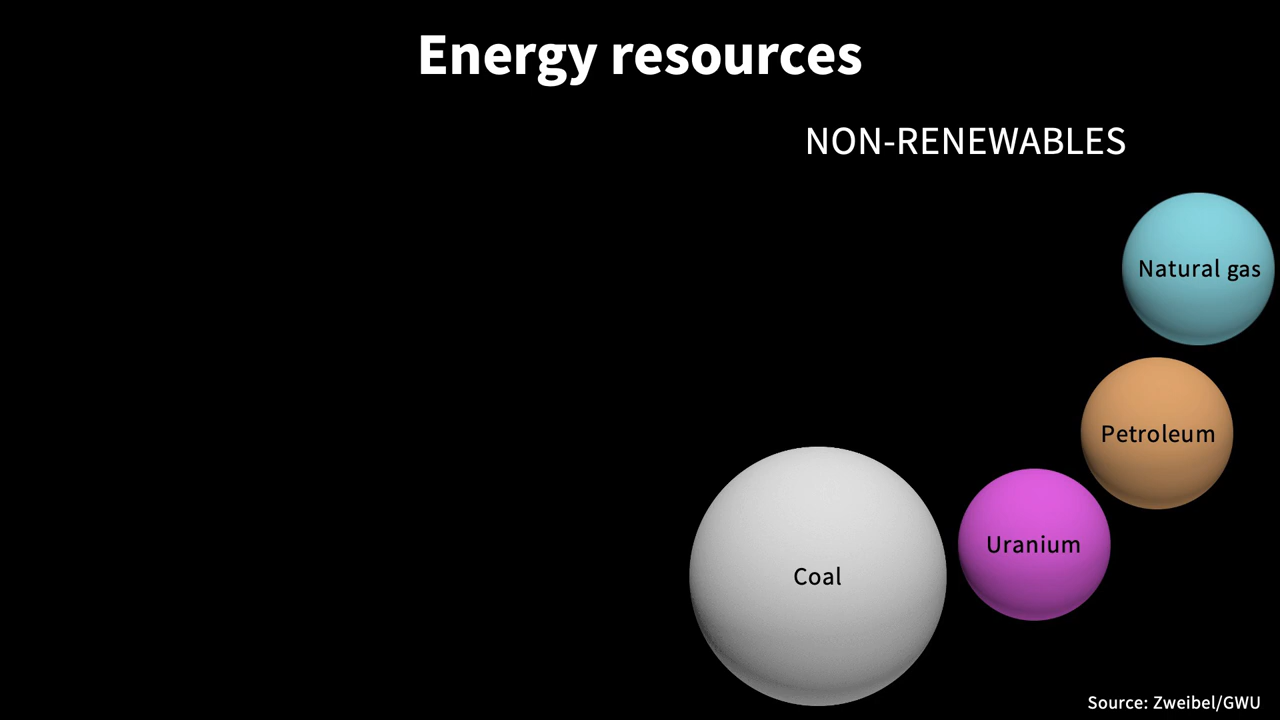 Energy resources
NON-RENEWABLES
Natural gas
Petroleum
Uranium
Coal
Source: Zweibel/GWU